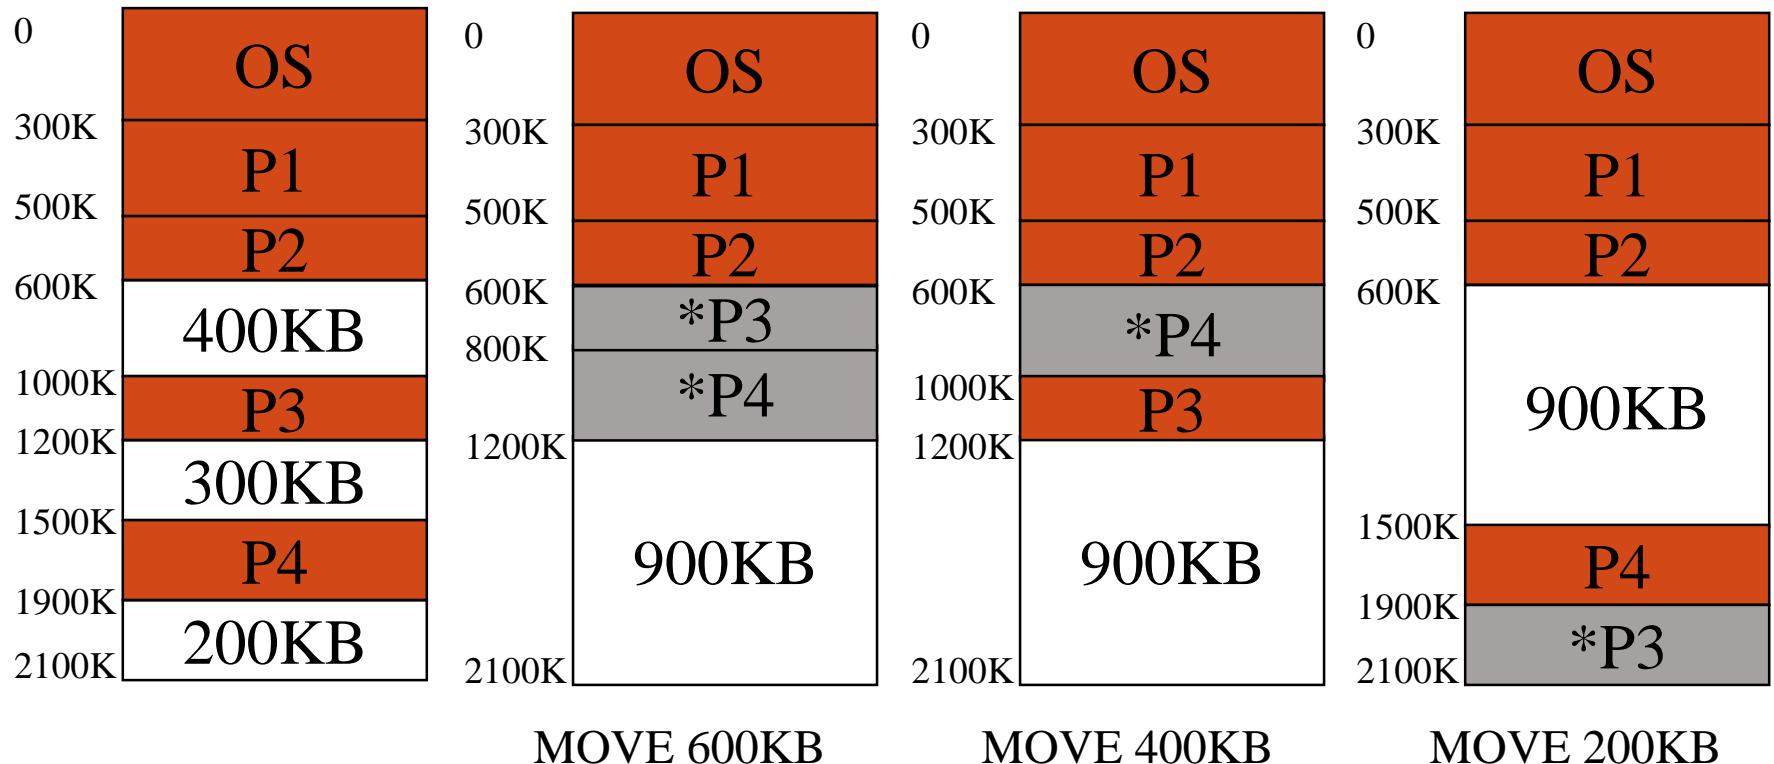 0
OS
300K
P1
500K
P2
600K
400KB
1000K
P3
1200K
300KB
1500K
P4
1900K
200KB
2100K
0
OS
300K
P1
500K
P2
600K
*P3
800K
*P4
1200K
900KB
2100K
MOVE 600KB
0
OS
300K
P1
500K
P2
600K
*P4
1000K
P3
1200K
900KB
2100K
MOVE 400KB
0
OS
300K
P1
500K
P2
600K
900KB
1500K
P4
1900K
*P3
2100K
MOVE 200KB